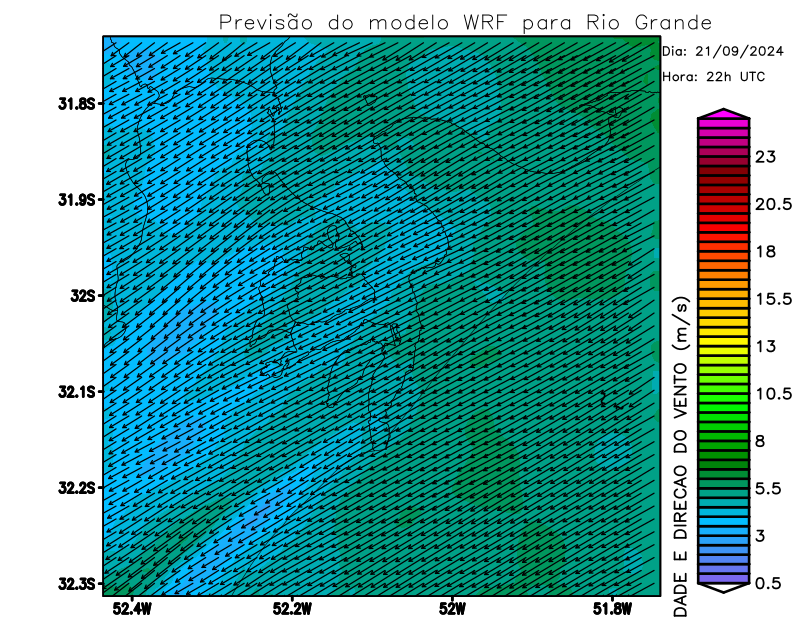 Previsão do modelo WRF para Rio Grande
Dia: 21/09/2024
Hora: 22h UTC
31.8S
31.9S
32S
32.1S
32.2S
32.3S
52.4W
52.2W
52W
51.8W
DADE E DIRECAO DO VENTO (m/s)
23
20.5
18
15.5
13
10.5
8
5.5
3
0.5